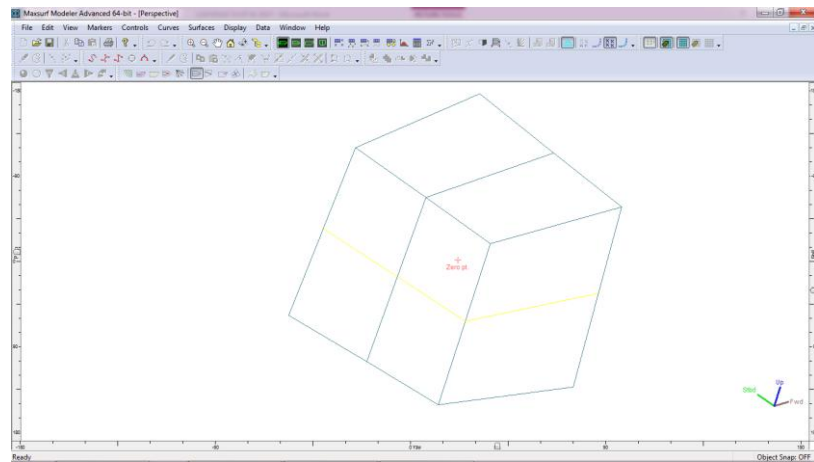 Maxsurf Modeler Advanced 64-bit - [Perspective]
File Edit View Markers Controls Curves Surfaces Display Data Window Help
Zero pt.
Stbd
Up
Fwd
Ready
Object Snap: OFF